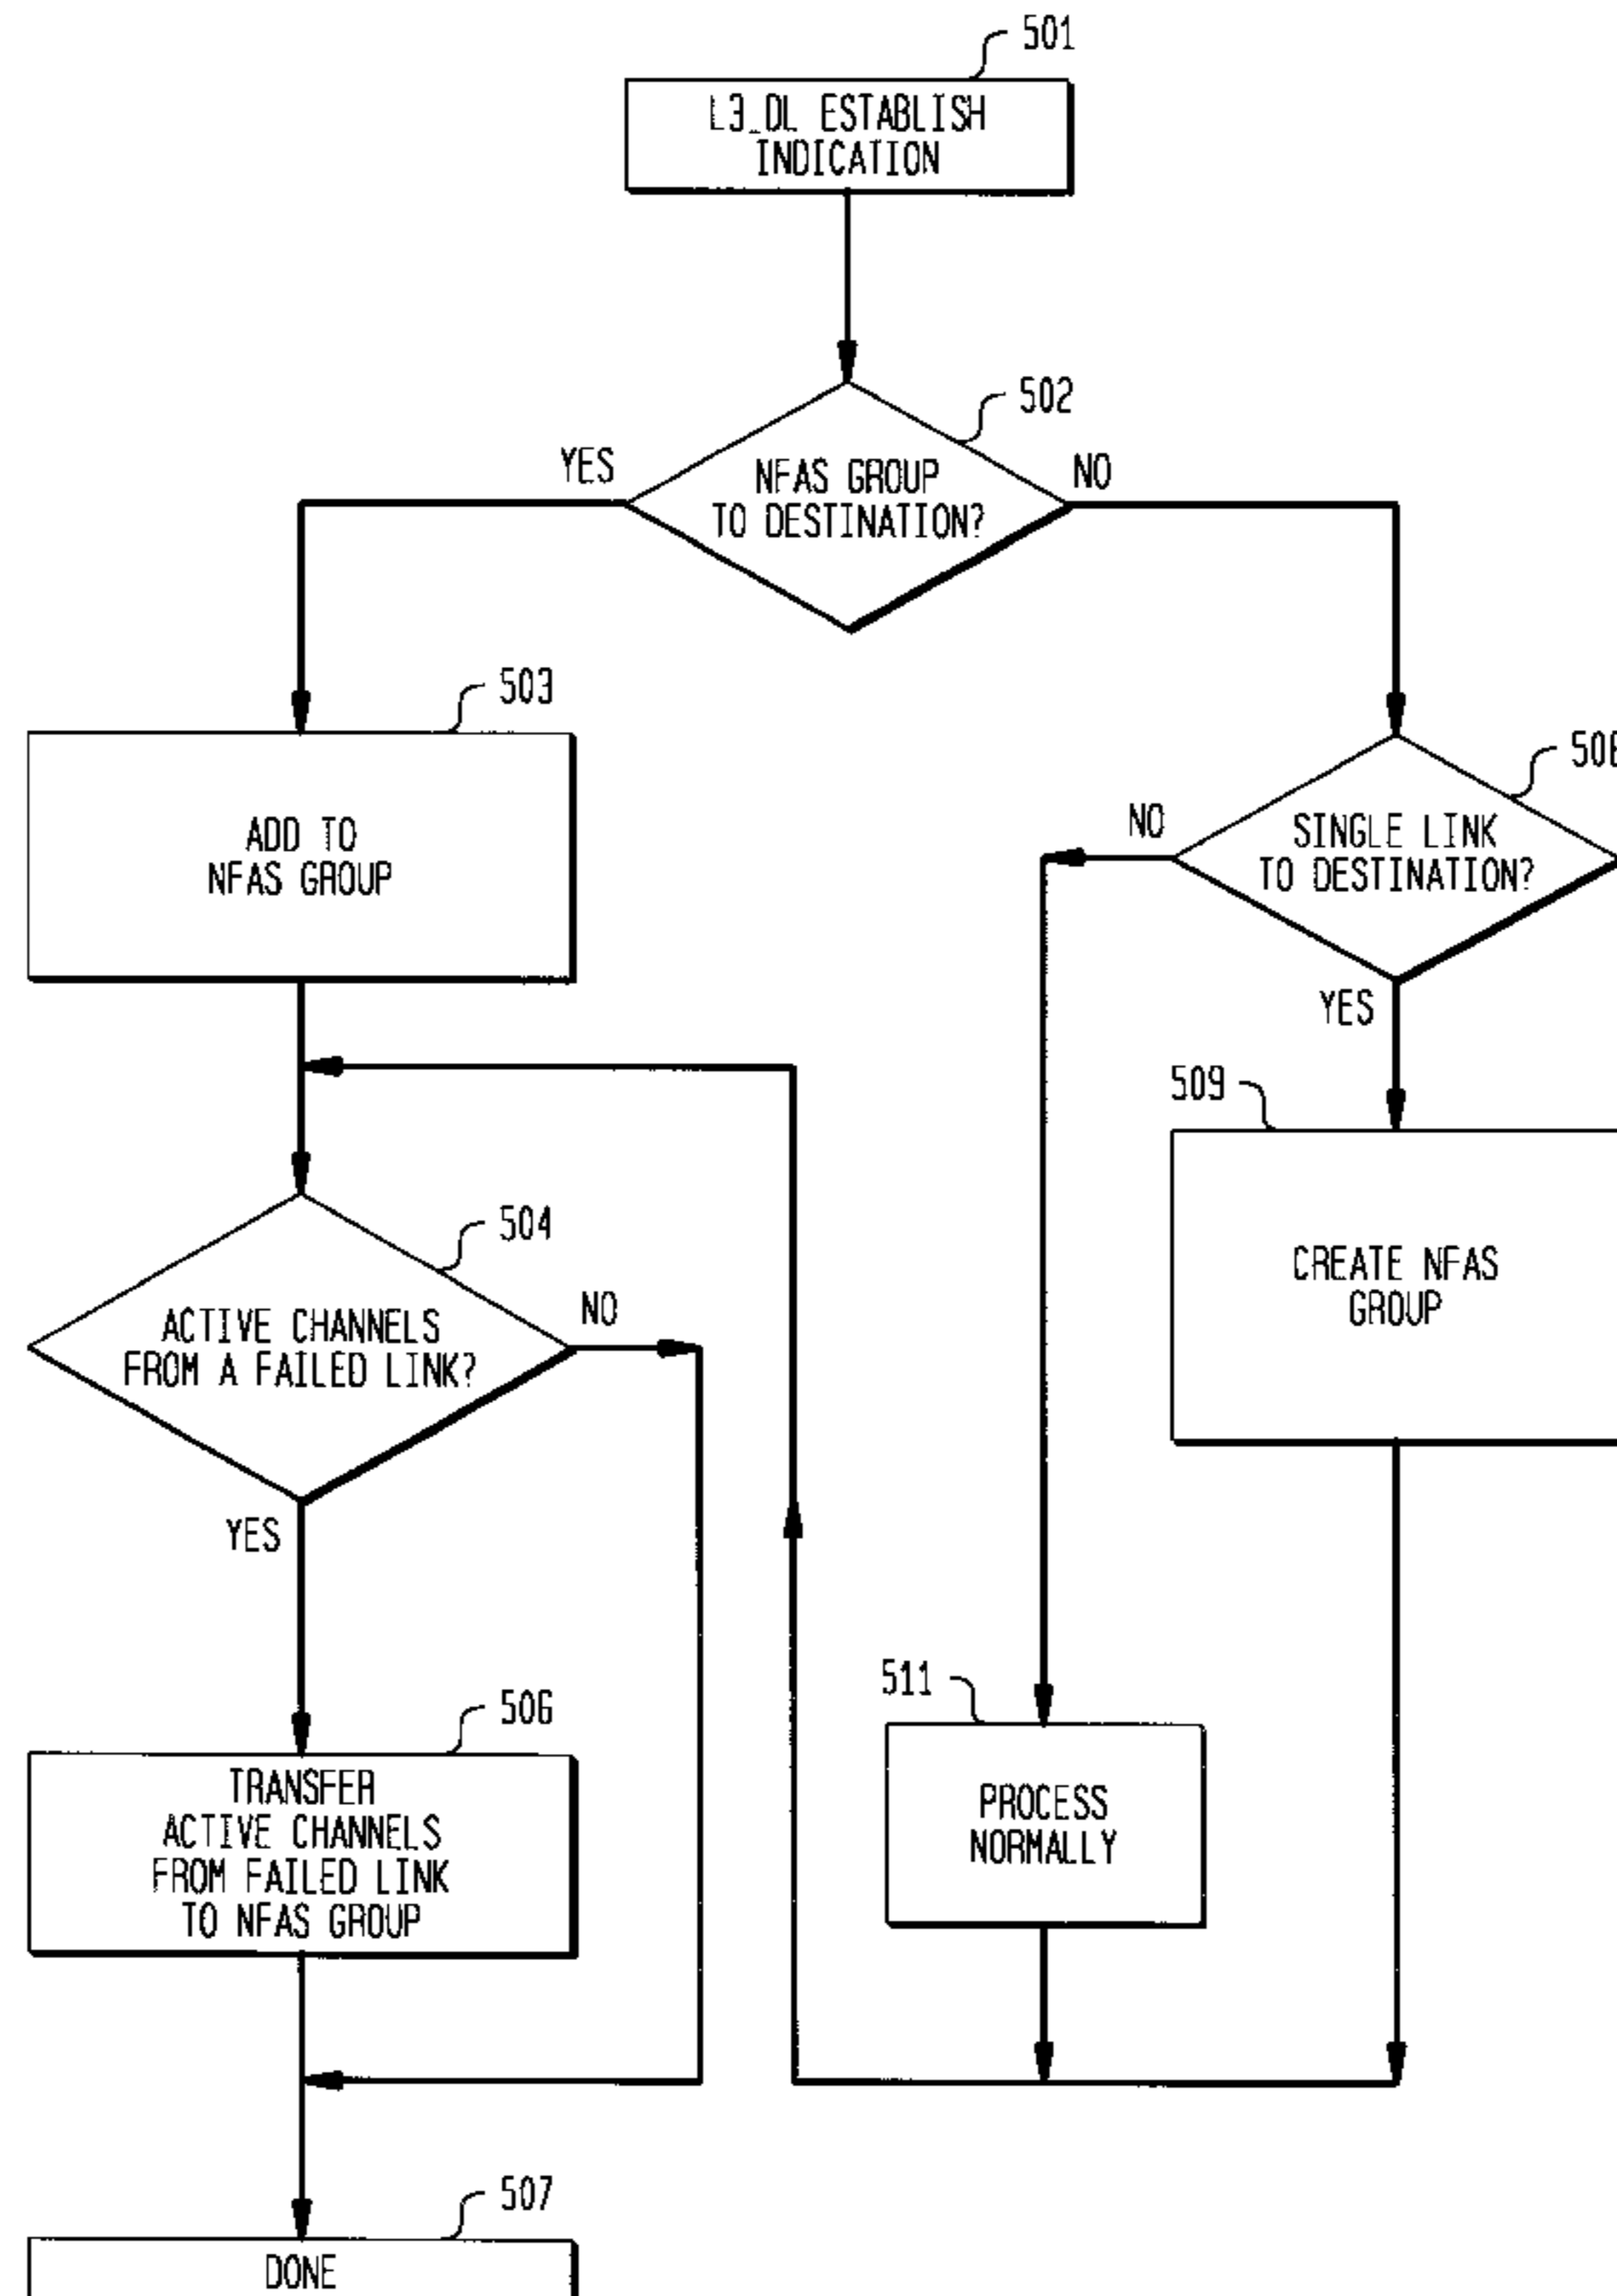 501
L3_DL ESTABLISH
INDICATION
502
YES
NFAS GROUP
TO DESTINATION?
NO
503
ADD TO
NFAS GROUP
NO
SINGLE LINK
TO DESTINATION?
YES
509
CREATE NFAS
GROUP
504
ACTIVE CHANNELS
FROM A FAILED LINK?
NO
YES
506
TRANSFER
ACTIVE CHANNELS
FROM FAILED LINK
TO NFAS GROUP
511
PROCESS
NORMALLY
507
DONE